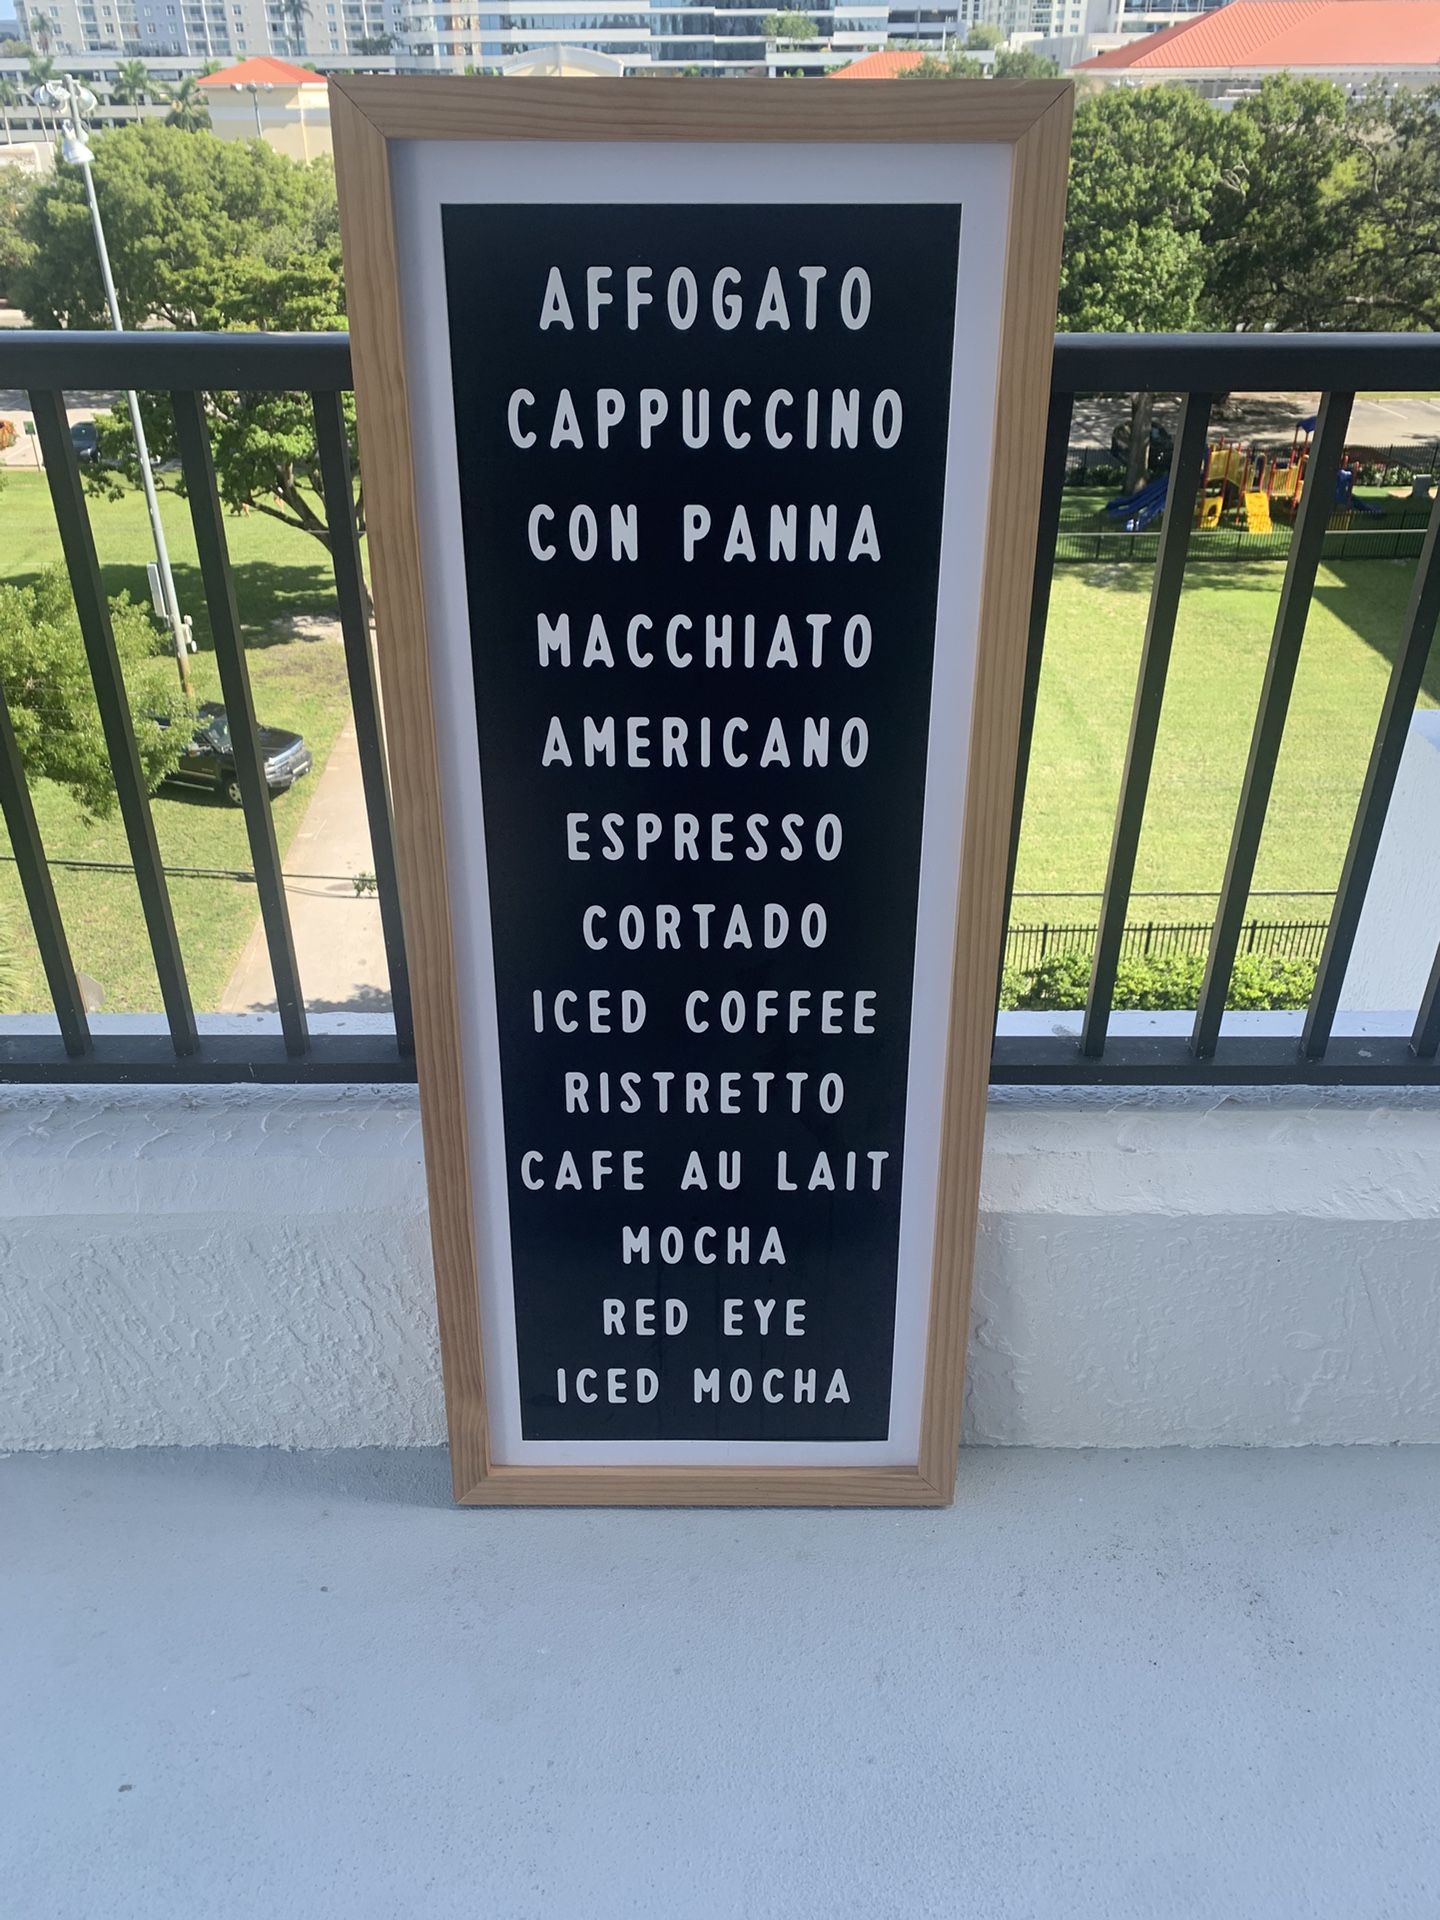 AFFOGATO
CAPPUCCINO
CON PANNA
MACCHIATO
AMERICANO
ESPRESSO
CORTADO
ICED COFFEE
RISTRETTO
CAFE AU LAIT
MOCHA
RED EYE
ICED MOCHA